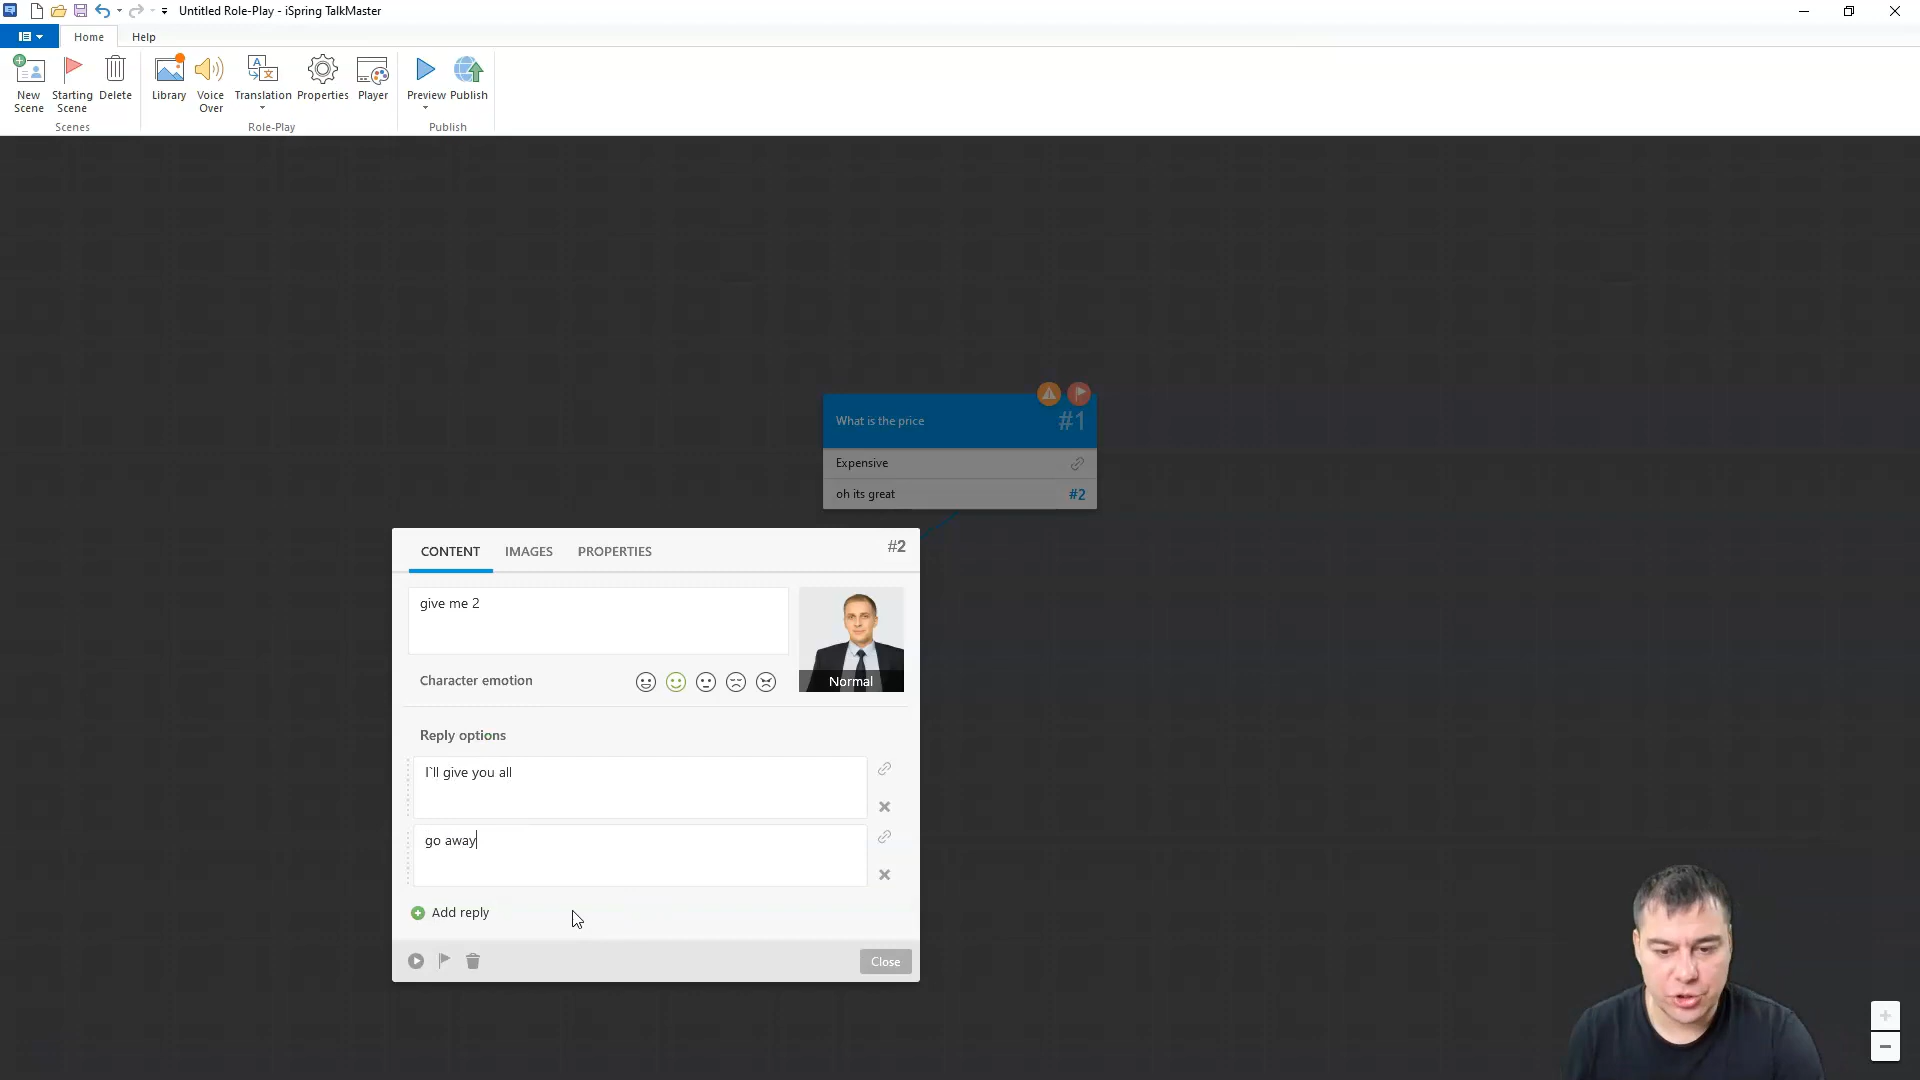 Untitled Role-Play - iSpring TalkMaster
Home
Help
New Scene
Starting Scene
Delete
Library
Voice Over
Translation
Properties
Player
Preview
Publish
Scenes
Role-Play
Publish
What is the price
#1
Expensive
oh its great
#2
CONTENT
IMAGES
PROPERTIES
#2
give me 2
Character emotion
Normal
Reply options
I`ll give you all
go away
Add reply
Close